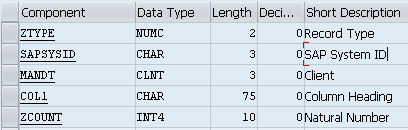 Component Data Type Length Deci... Short Description
ZTYPE NUMC 2 0 Record Type
SAPSYSID CHAR 3 0 SAP System ID
MANDT CLNT 3 0 Client
COL1 CHAR 75 0 Column Heading
ZCOUNT INT4 10 0 Natural Number